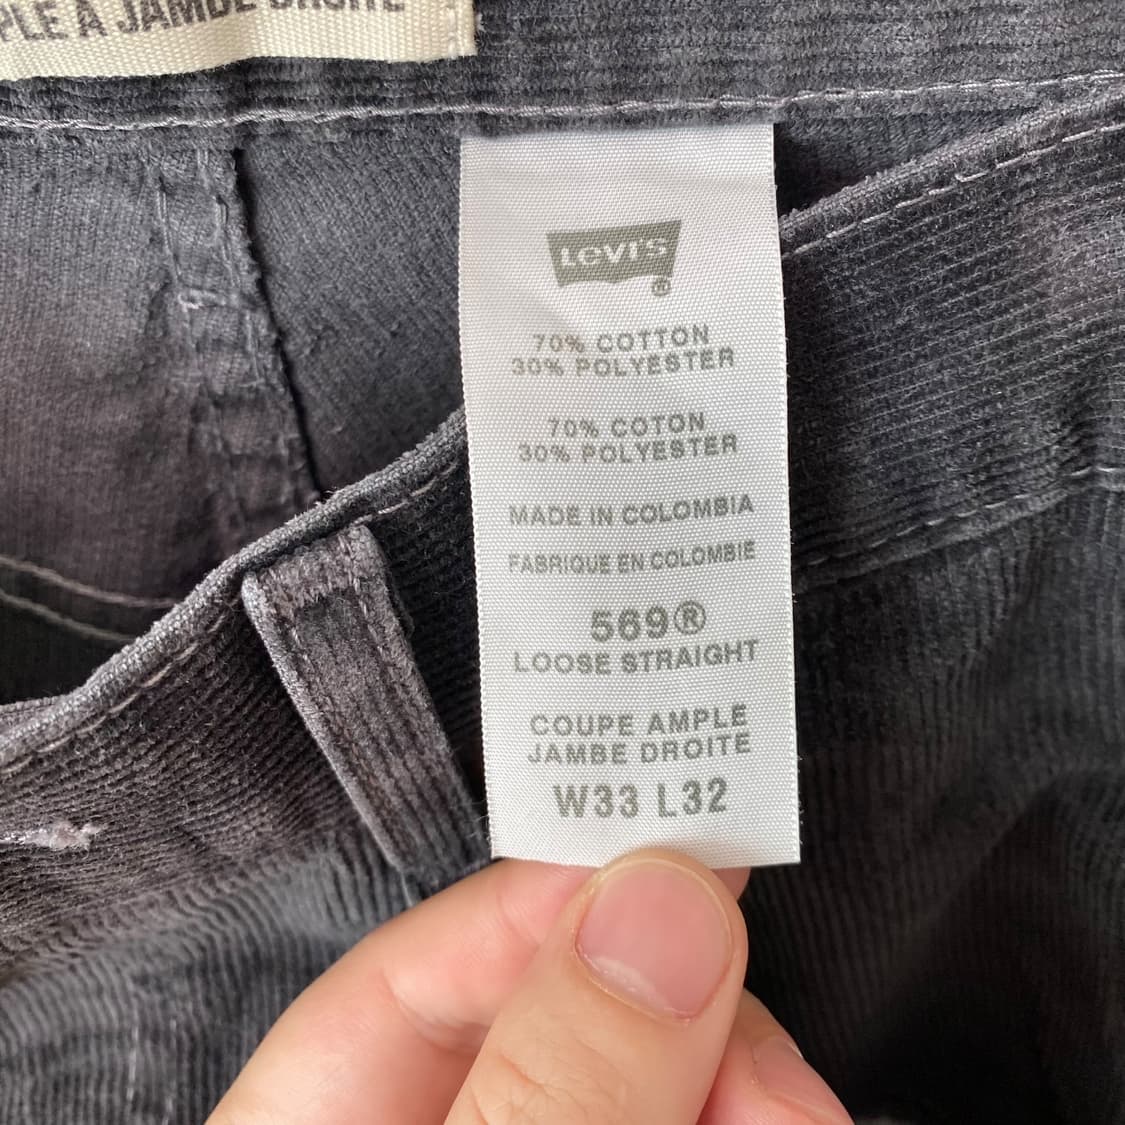 PLE À JAMBE DROITE
Levi's
®
70% COTTON
30% POLYESTER
70% COTON
30% POLYESTER
MADE IN COLOMBIA
FABRIQUE EN COLOMBIE
569®
LOOSE STRAIGHT
COUPE AMPLE
JAMBE DROITE
W33 L32